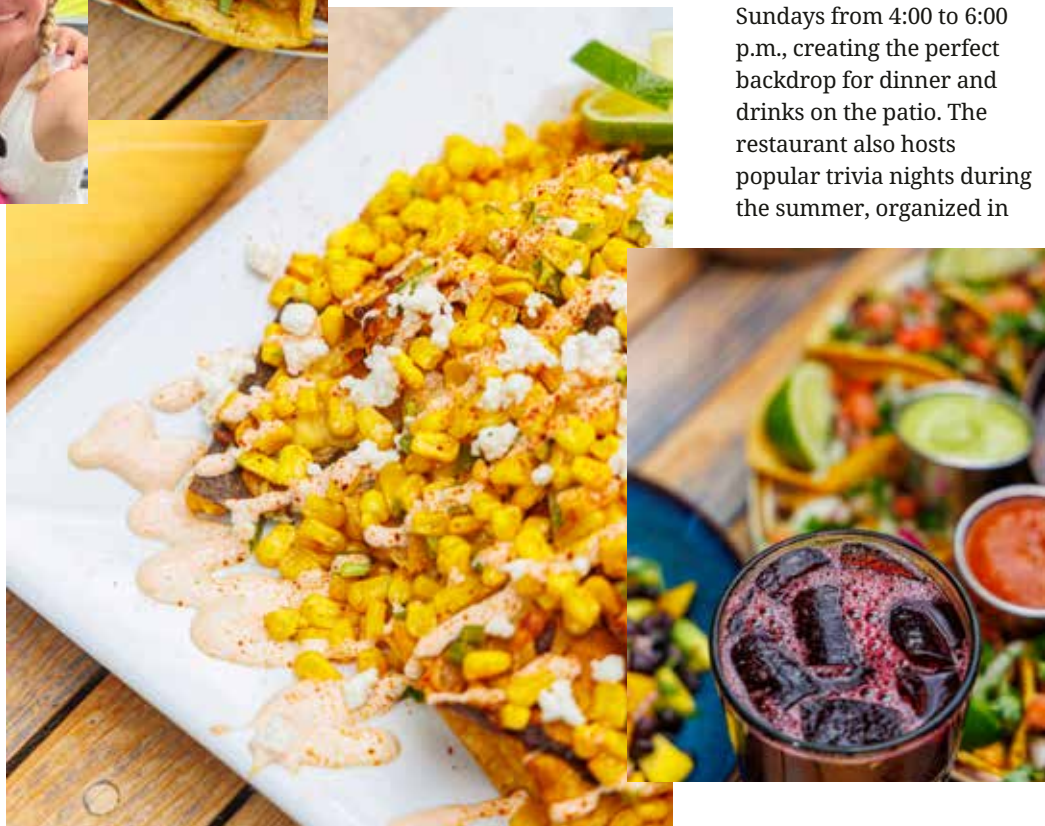 Sundays from 4:00 to 6:00
p.m., creating the perfect
backdrop for dinner and
drinks on the patio. The
restaurant also hosts
popular trivia nights during
the summer, organized in